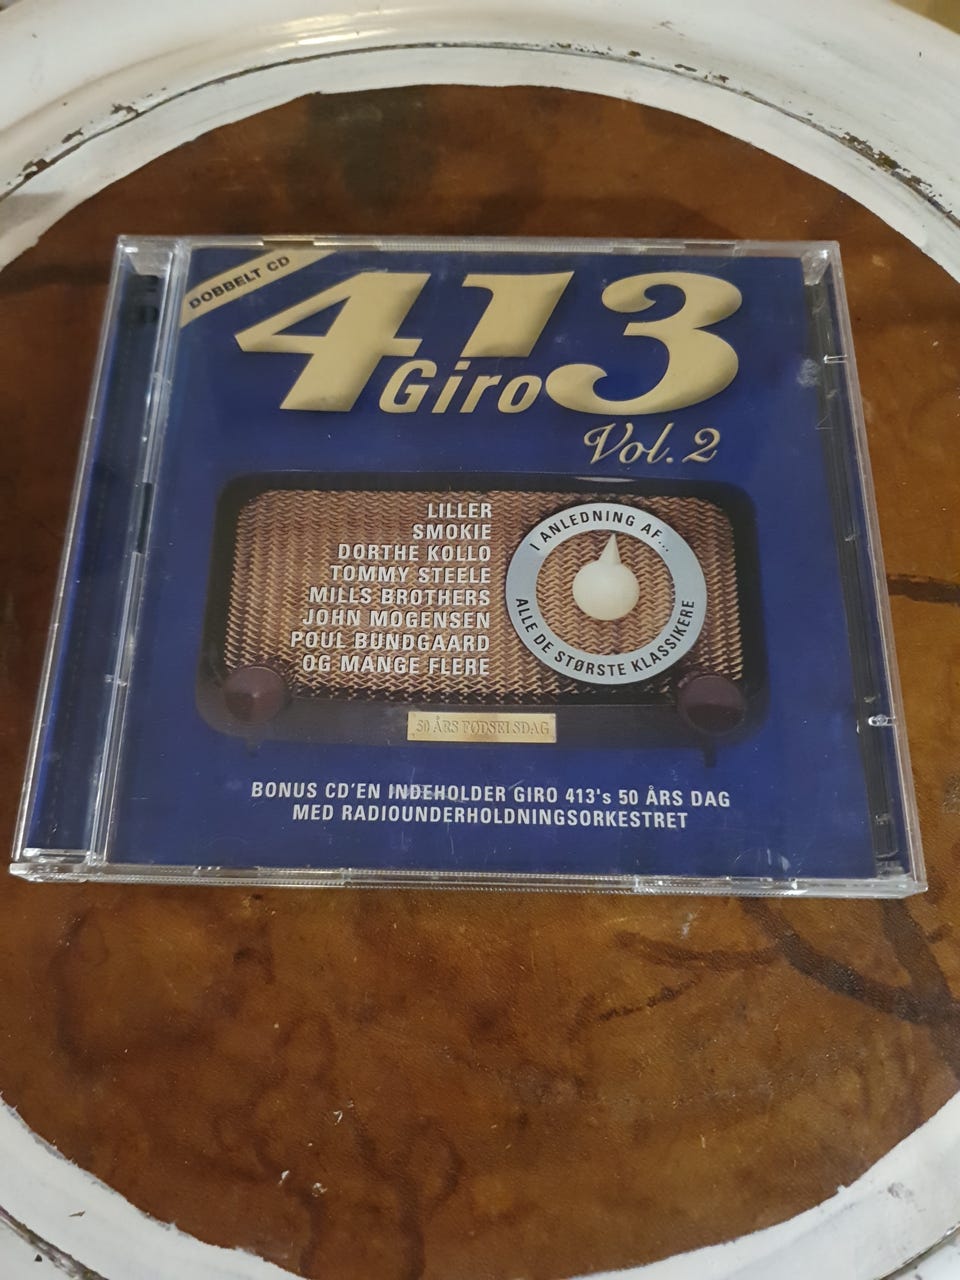 DOBBELT CD
413
Giro
Vol. 2
LILLER
SMOKIE
DORTHE KOLLO
TOMMY STEELE
MILLS BROTHERS
JOHN MOGENSEN
POUL BUNDGAARD
OG MANGE FLERE
I ANLEDNING AF...
ALLE DE STØRSTE KLASSIKERE
50 ÅRS FØDSELSDAG
BONUS CD'EN INDEHOLDER GIRO 413's 50 ÅRS DAG
MED RADIOUNDERHOLDNINGSORKESTRET